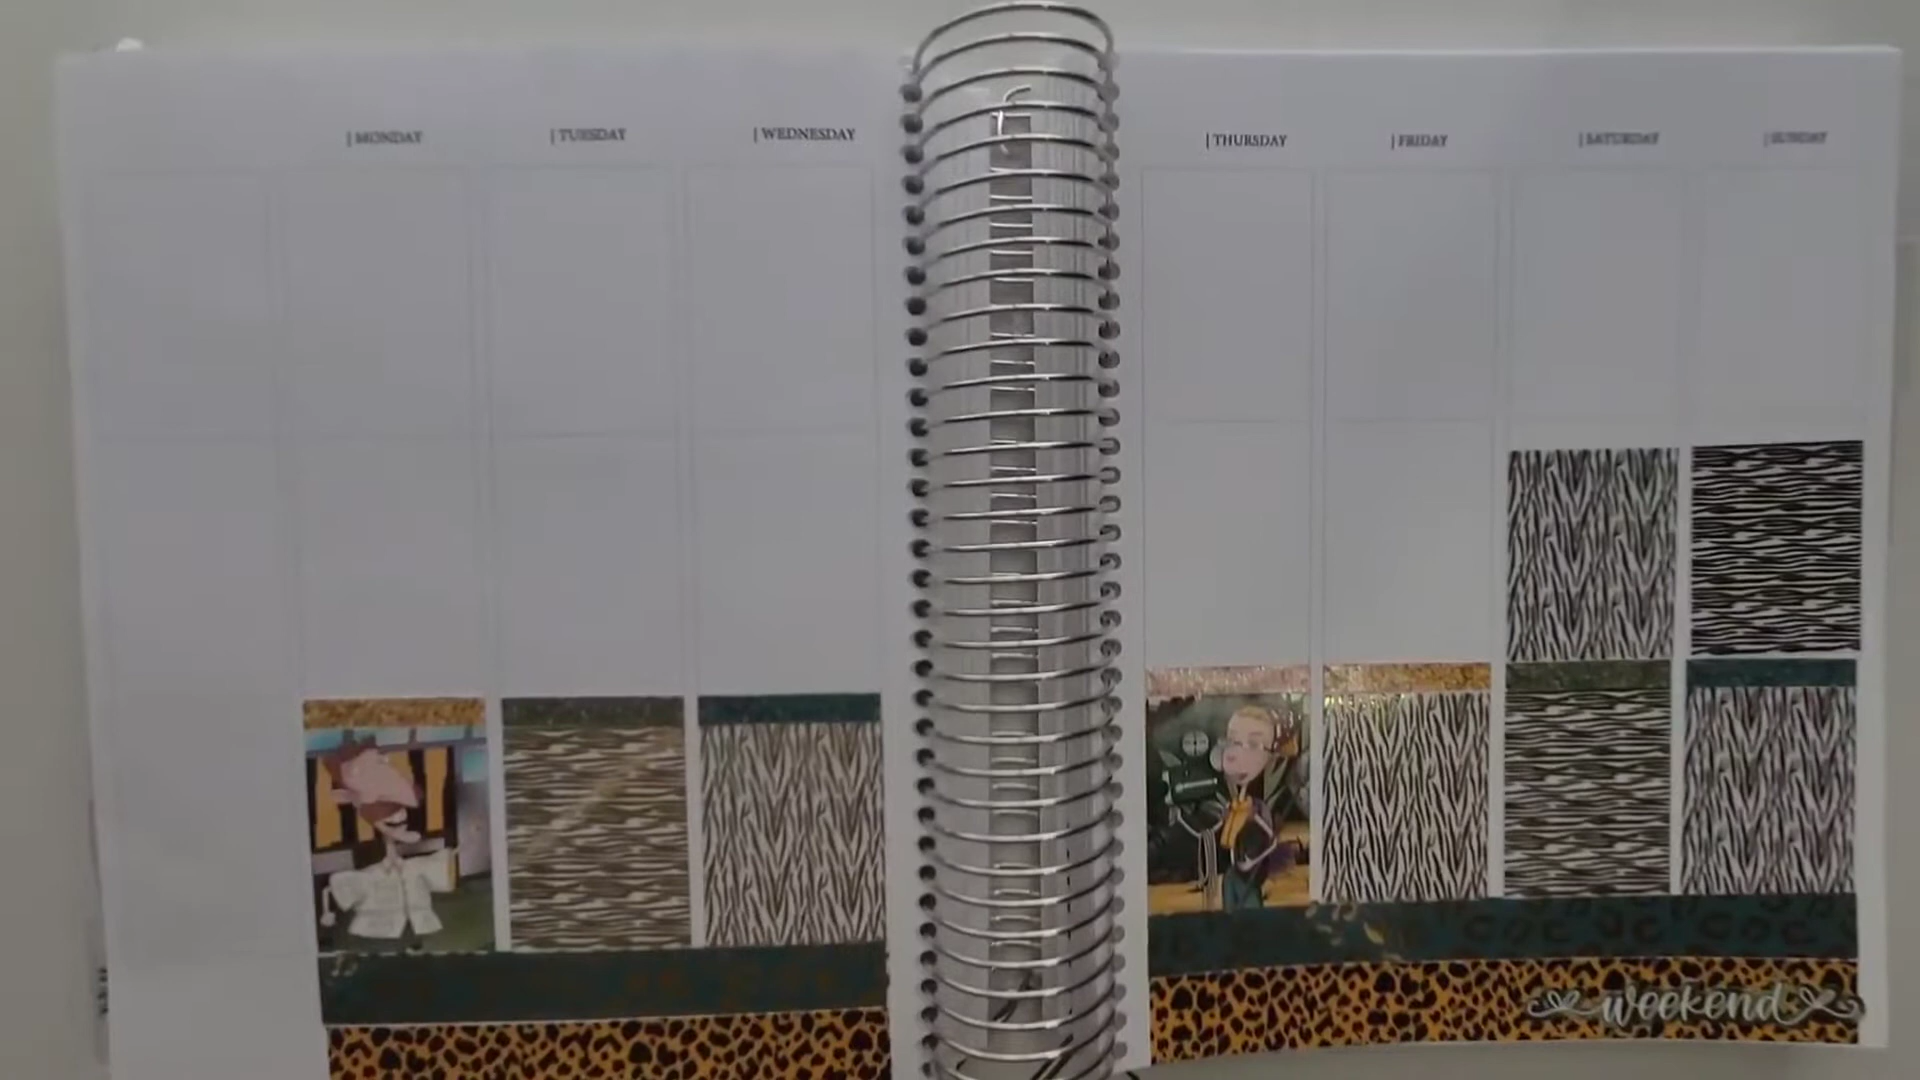 | MONDAY
| TUESDAY
| WEDNESDAY
| THURSDAY
| FRIDAY
| SATURDAY
| SUNDAY
weekend